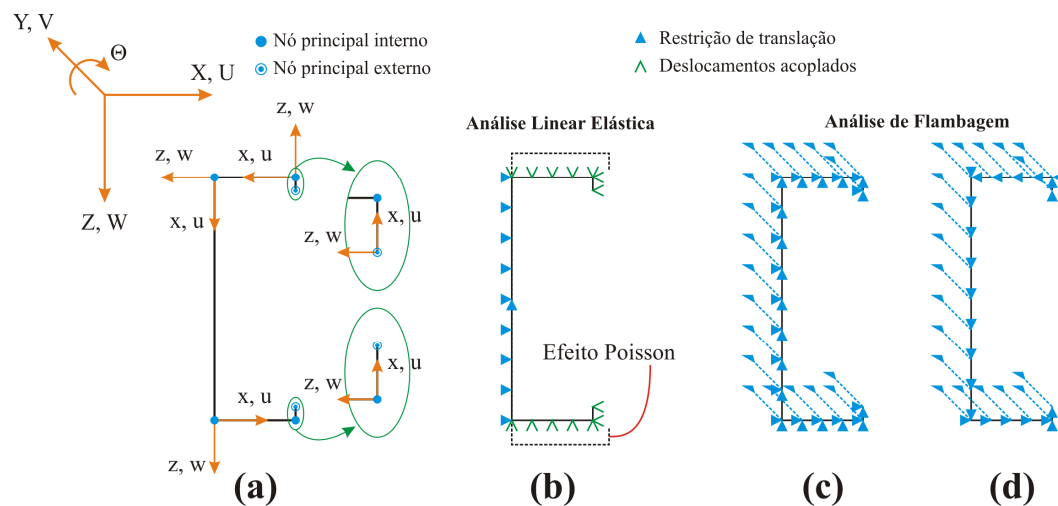 Y, V
Θ
X, U
Z, W
Nó principal interno
Nó principal externo
Restrição de translação
Deslocamentos acoplados
z, w
x, u
z, w
x, u
x, u
z, w
x, u
z, w
x, u
z, w
Análise Linear Elástica
Efeito Poisson
Análise de Flambagem
(a)
(b)
(c)
(d)